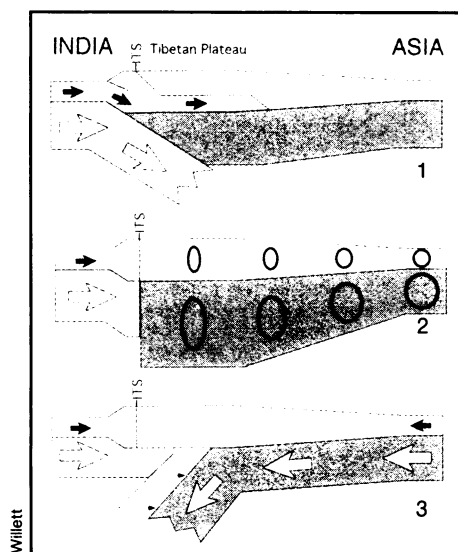 INDIA Tibetan Plateau ASIA
ITS
1
ITS
2
ITS
3
Willett